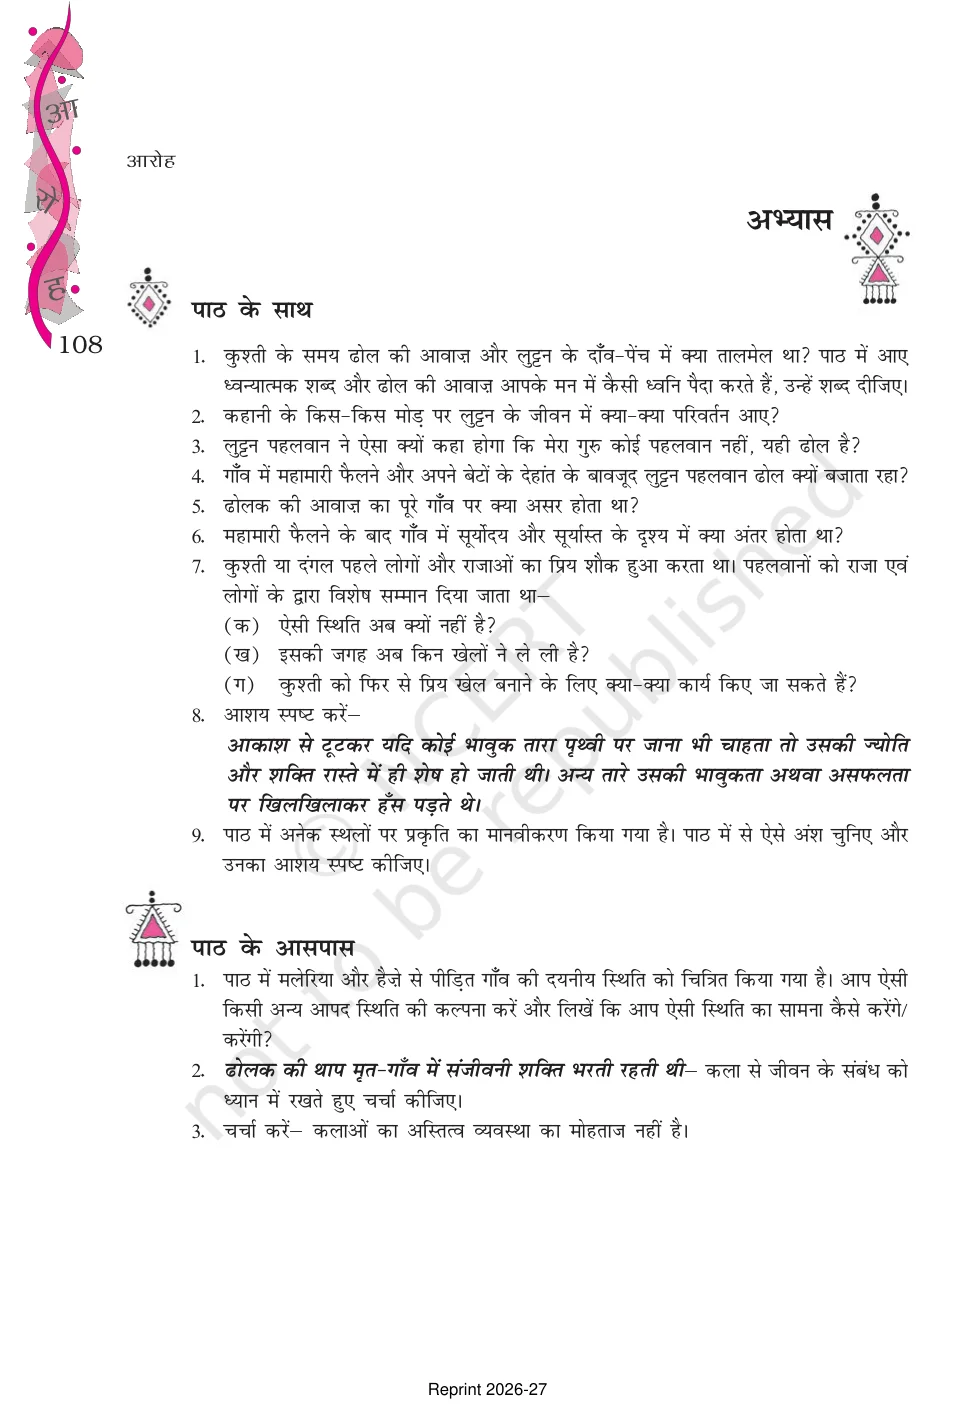 आ
रो
ह
आरोह
अभ्यास
पाठ के साथ
108
1. कुश्ती के समय ढोल की आवाज़ और लुट्टन के दाँव-पेंच में क्या तालमेल था? पाठ में आए
ध्वन्यात्मक शब्द और ढोल की आवाज़ आपके मन में कैसी ध्वनि पैदा करते हैं, उन्हें शब्द दीजिए।
2. कहानी के किस-किस मोड़ पर लुट्टन के जीवन में क्या-क्या परिवर्तन आए?
3. लुट्टन पहलवान ने ऐसा क्यों कहा होगा कि मेरा गुरु कोई पहलवान नहीं, यही ढोल है?
4. गाँव में महामारी फैलने और अपने बेटों के देहांत के बावजूद लुट्टन पहलवान ढोल क्यों बजाता रहा?
5. ढोलक की आवाज़ का पूरे गाँव पर क्या असर होता था?
6. महामारी फैलने के बाद गाँव में सूर्योदय और सूर्यास्त के दृश्य में क्या अंतर होता था?
7. कुश्ती या दंगल पहले लोगों और राजाओं का प्रिय शौक हुआ करता था। पहलवानों को राजा एवं
लोगों के द्वारा विशेष सम्मान दिया जाता था–
(क) ऐसी स्थिति अब क्यों नहीं है?
(ख) इसकी जगह अब किन खेलों ने ले ली है?
(ग) कुश्ती को फिर से प्रिय खेल बनाने के लिए क्या-क्या कार्य किए जा सकते हैं?
8. आशय स्पष्ट करें–
आकाश से टूटकर यदि कोई भावुक तारा पृथ्वी पर जाना भी चाहता तो उसकी ज्योति
और शक्ति रास्ते में ही शेष हो जाती थी। अन्य तारे उसकी भावुकता अथवा असफलता
पर खिलखिलाकर हँस पड़ते थे।
9. पाठ में अनेक स्थलों पर प्रकृति का मानवीकरण किया गया है। पाठ में से ऐसे अंश चुनिए और
उनका आशय स्पष्ट कीजिए।
पाठ के आसपास
1. पाठ में मलेरिया और हैज़े से पीड़ित गाँव की दयनीय स्थिति को चित्रित किया गया है। आप ऐसी
किसी अन्य आपद स्थिति की कल्पना करें और लिखें कि आप ऐसी स्थिति का सामना कैसे करेंगे/
करेंगी?
2. ढोलक की थाप मृत-गाँव में संजीवनी शक्ति भरती रहती थी– कला से जीवन के संबंध को
ध्यान में रखते हुए चर्चा कीजिए।
3. चर्चा करें– कलाओं का अस्तित्व व्यवस्था का मोहताज नहीं है।
© NCERT
not to be republished
Reprint 2026-27